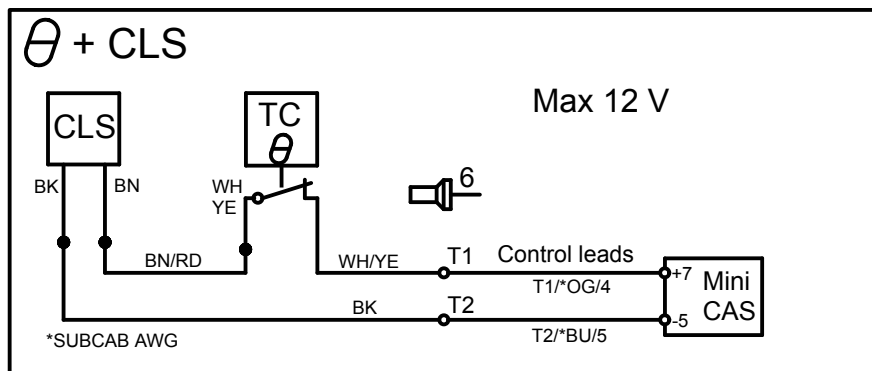 θ + CLS
Max 12 V
CLS
TC
θ
BK
BN
WH
YE
6
BN/RD
WH/YE
T1
Control leads
T1/*OG/4
+7
Mini
CAS
BK
T2
T2/*BU/5
-5
*SUBCAB AWG